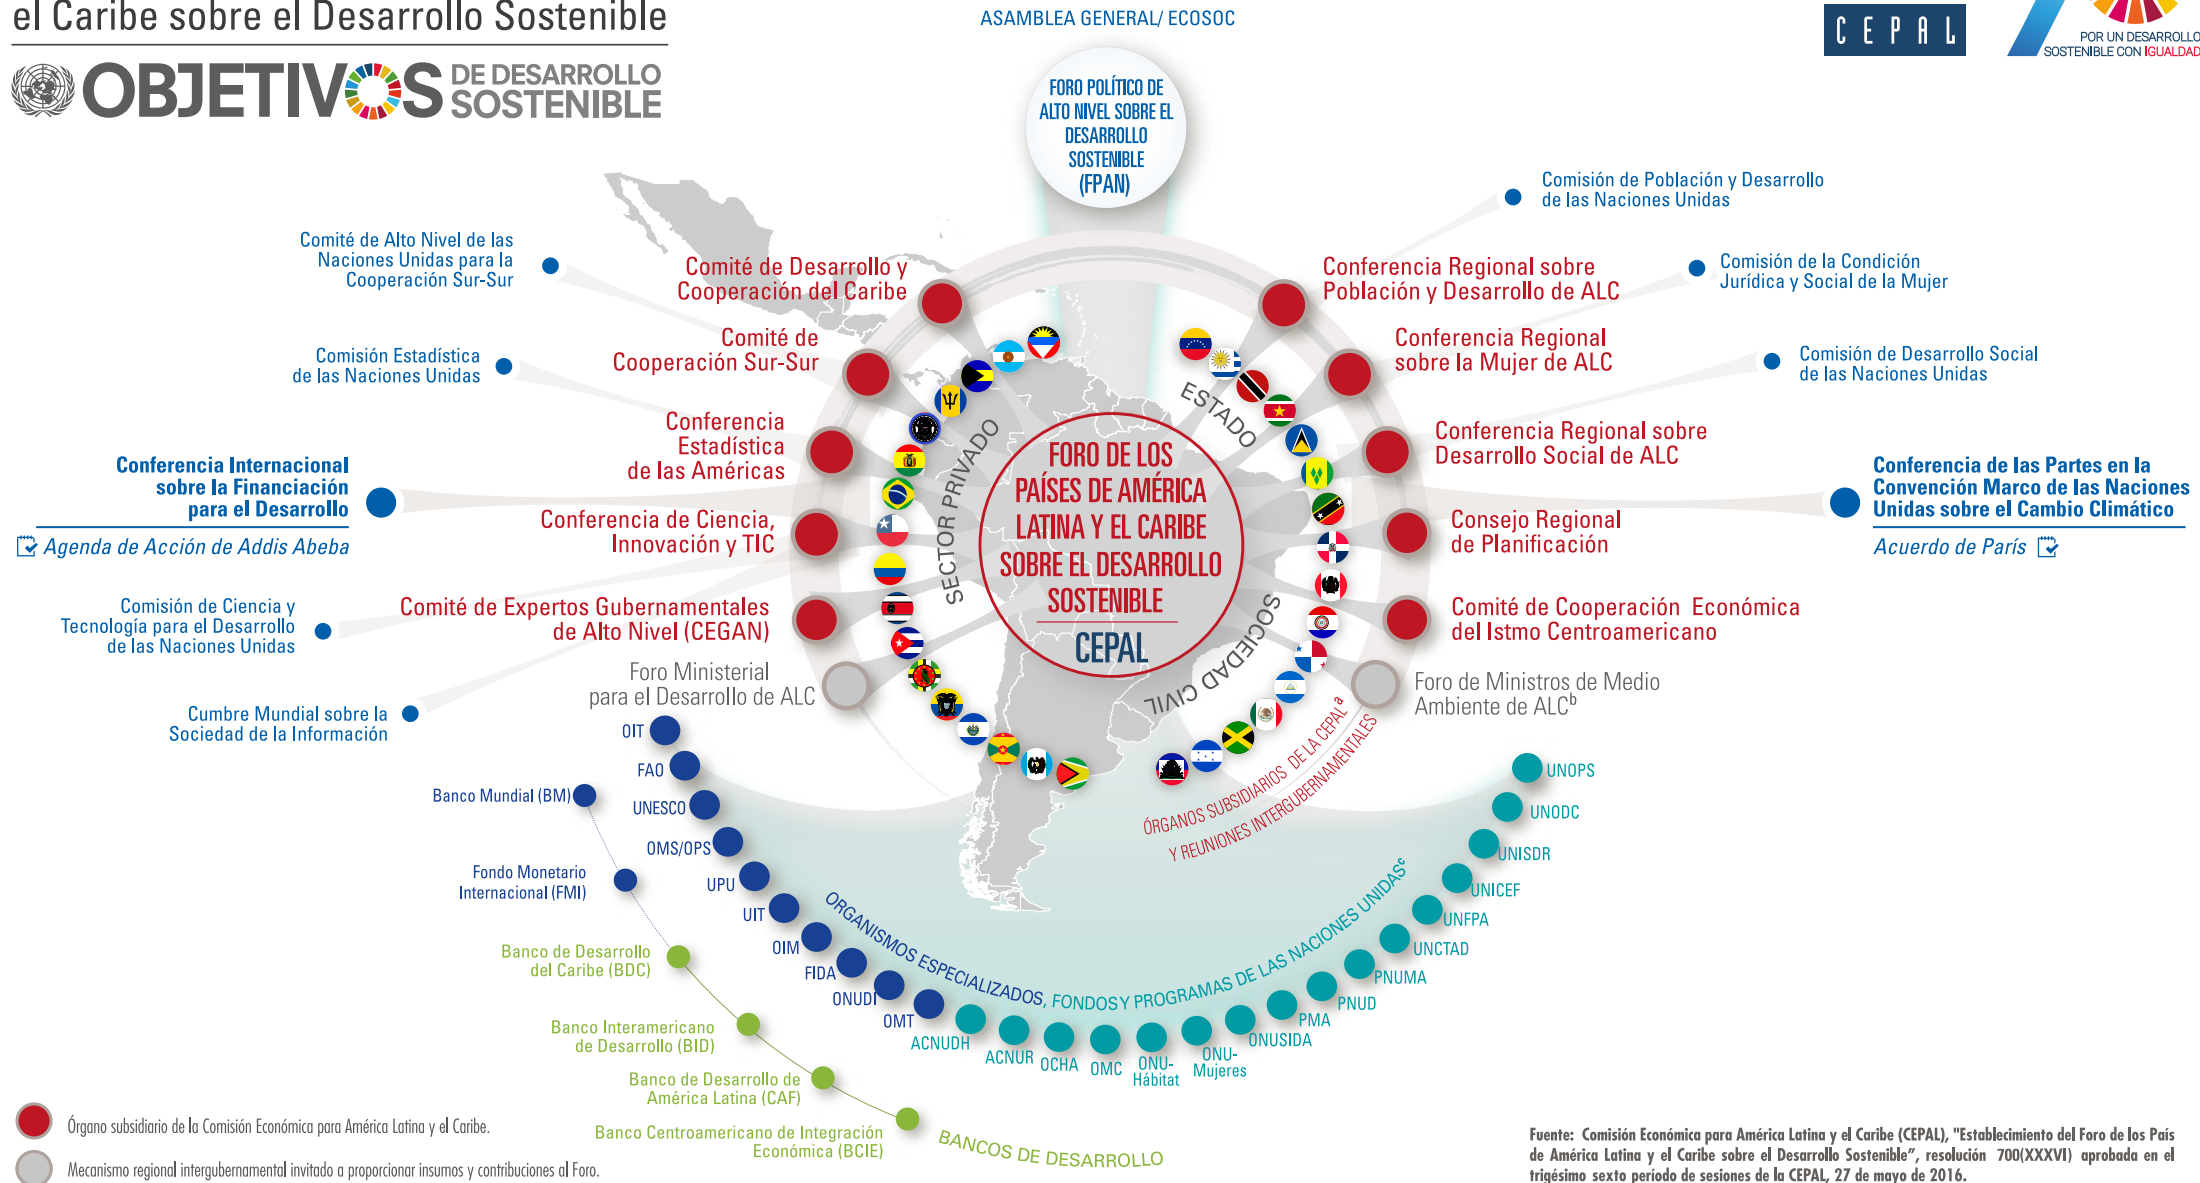 el Caribe sobre el Desarrollo Sostenible
OBJETIVOS DE DESARROLLO
SOSTENIBLE
ASAMBLEA GENERAL/ ECOSOC
FORO POLÍTICO DE
ALTO NIVEL SOBRE EL
DESARROLLO
SOSTENIBLE
(FPAN)
CEPAL
POR UN DESARROLLO
SOSTENIBLE CON IGUALDAD
Comité de Alto Nivel de las
Naciones Unidas para la
Cooperación Sur-Sur
Comisión Estadística
de las Naciones Unidas
Conferencia Internacional
sobre la Financiación
para el Desarrollo
Agenda de Acción de Addis Abeba
Comisión de Ciencia y
Tecnología para el Desarrollo
de las Naciones Unidas
Cumbre Mundial sobre la
Sociedad de la Información
Comité de Desarrollo y
Cooperación del Caribe
Comité de
Cooperación Sur-Sur
Conferencia
Estadística
de las Américas
Conferencia de Ciencia,
Innovación y TIC
Comité de Expertos Gubernamentales
de Alto Nivel (CEGAN)
Foro Ministerial
para el Desarrollo de ALC
SECTOR PRIVADO
ESTADO
SOCIEDAD CIVIL
FORO DE LOS
PAÍSES DE AMÉRICA
LATINA Y EL CARIBE
SOBRE EL DESARROLLO
SOSTENIBLE
CEPAL
Conferencia Regional sobre
Población y Desarrollo de ALC
Conferencia Regional
sobre la Mujer de ALC
Conferencia Regional sobre
Desarrollo Social de ALC
Consejo Regional
de Planificación
Comité de Cooperación Económica
del Istmo Centroamericano
Foro de Ministros de Medio
Ambiente de ALCᵇ
Comisión de Población y Desarrollo
de las Naciones Unidas
Comisión de la Condición
Jurídica y Social de la Mujer
Comisión de Desarrollo Social
de las Naciones Unidas
Conferencia de las Partes en la
Convención Marco de las Naciones
Unidas sobre el Cambio Climático
Acuerdo de París
ÓRGANOS SUBSIDIARIOS DE LA CEPALª
Y REUNIONES INTERGUBERNAMENTALES
OIT
FAO
UNESCO
OMS/OPS
UPU
UIT
OIM
FIDA
ONUDI
OMT
ACNUDH
ACNUR
OCHA
OMC
ONU-
Hábitat
ONU-
Mujeres
ONUSIDA
PMA
PNUD
PNUMA
UNCTAD
UNFPA
UNICEF
UNISDR
UNODC
UNOPS
ORGANISMOS ESPECIALIZADOS, FONDOS Y PROGRAMAS DE LAS NACIONES UNIDASᶜ
Banco Mundial (BM)
Fondo Monetario
Internacional (FMI)
Banco de Desarrollo
del Caribe (BDC)
Banco Interamericano
de Desarrollo (BID)
Banco de Desarrollo de
América Latina (CAF)
Banco Centroamericano de Integración
Económica (BCIE)
BANCOS DE DESARROLLO
Órgano subsidiario de la Comisión Económica para América Latina y el Caribe.
Mecanismo regional intergubernamental invitado a proporcionar insumos y contribuciones al Foro.
Fuente: Comisión Económica para América Latina y el Caribe (CEPAL), "Establecimiento del Foro de los País
de América Latina y el Caribe sobre el Desarrollo Sostenible", resolución 700(XXXVI) aprobada en el
trigésimo sexto período de sesiones de la CEPAL, 27 de mayo de 2016.